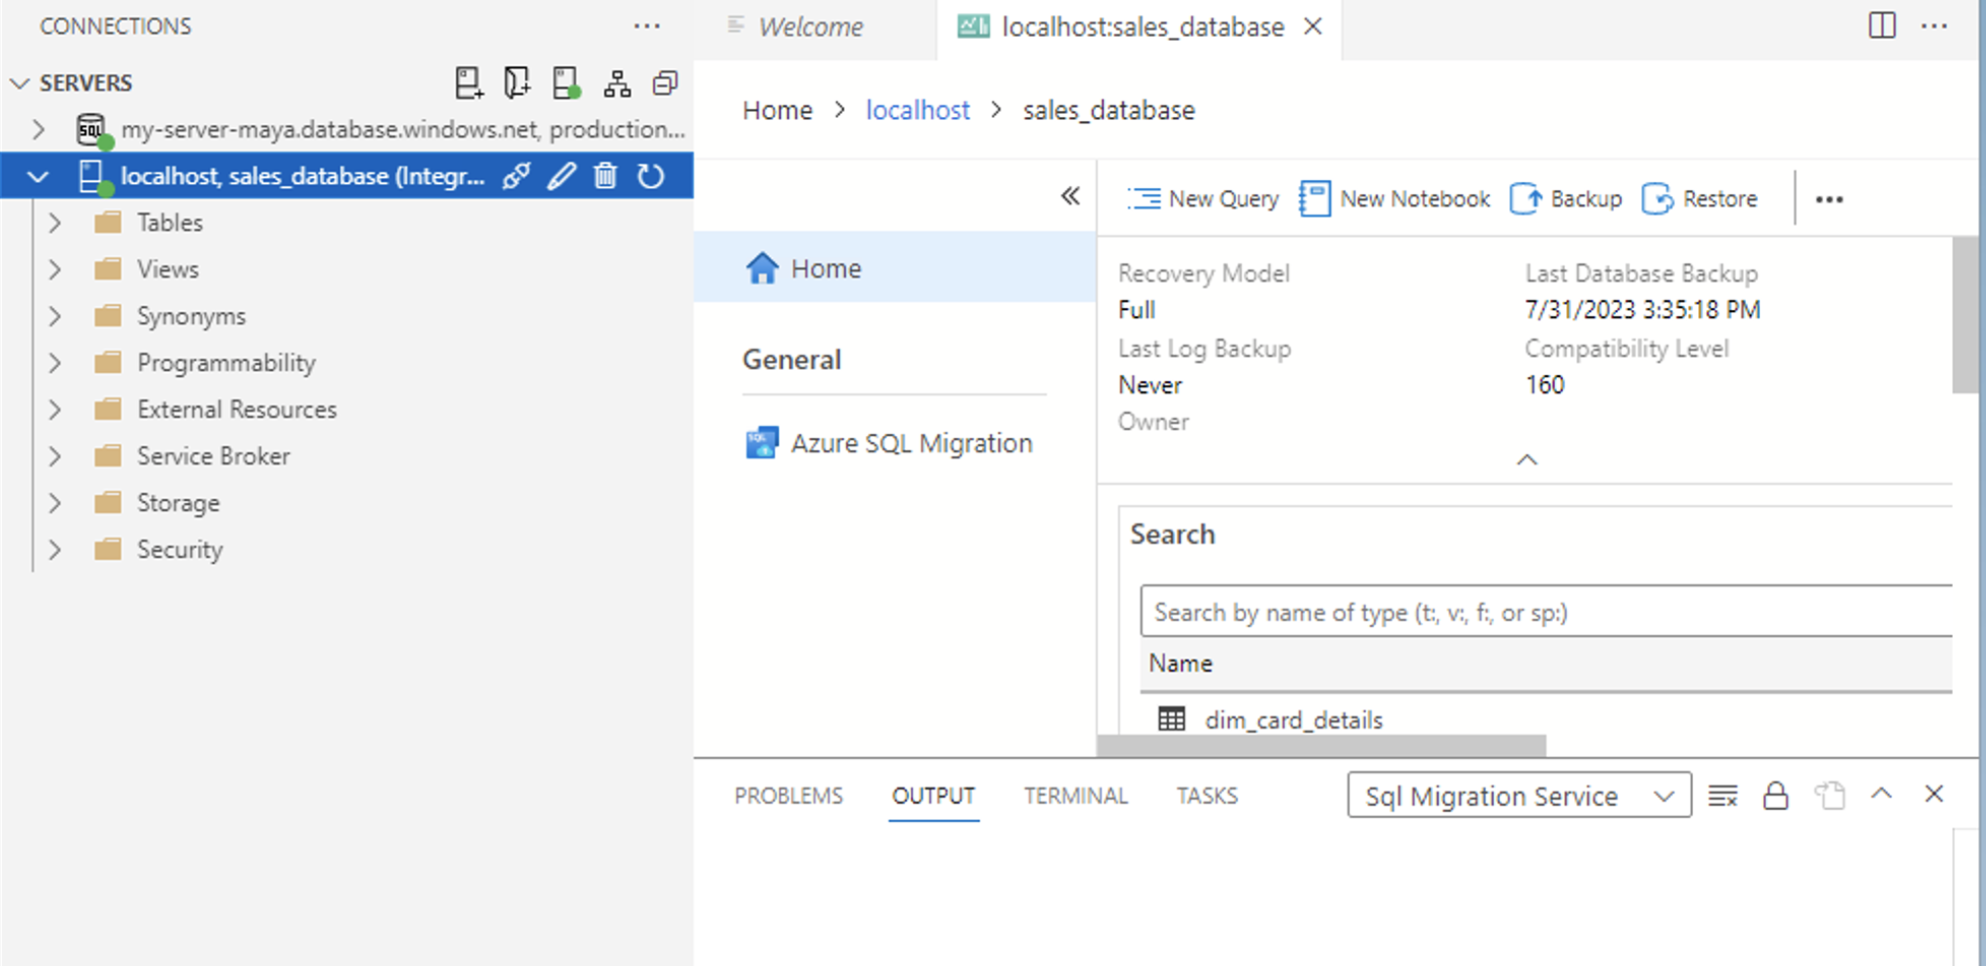 CONNECTIONS
SERVERS
my-server-maya.database.windows.net, production...
localhost, sales_database (Integr...
Tables
Views
Synonyms
Programmability
External Resources
Service Broker
Storage
Security
Welcome
localhost:sales_database
Home > localhost > sales_database
Home
General
Azure SQL Migration
New Query New Notebook Backup Restore
Recovery Model Last Database Backup
Full 7/31/2023 3:35:18 PM
Last Log Backup Compatibility Level
Never 160
Owner
Search
Search by name of type (t:, v:, f:, or sp:)
Name
dim_card_details
PROBLEMS OUTPUT TERMINAL TASKS Sql Migration Service